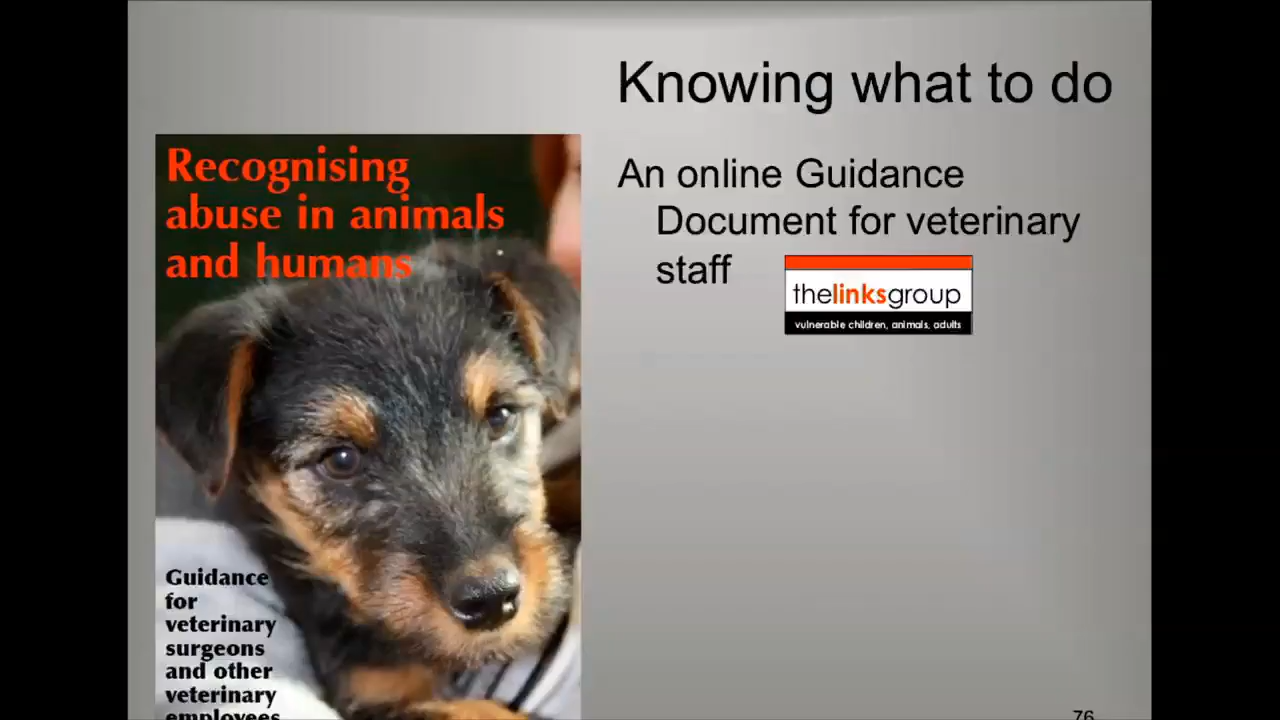 Knowing what to do
Recognising
abuse in animals
and humans
An online Guidance
Document for veterinary
staff
thelinksgroup
vulnerable children, animals, adults
Guidance
for
veterinary
surgeons
and other
veterinary
employees
76